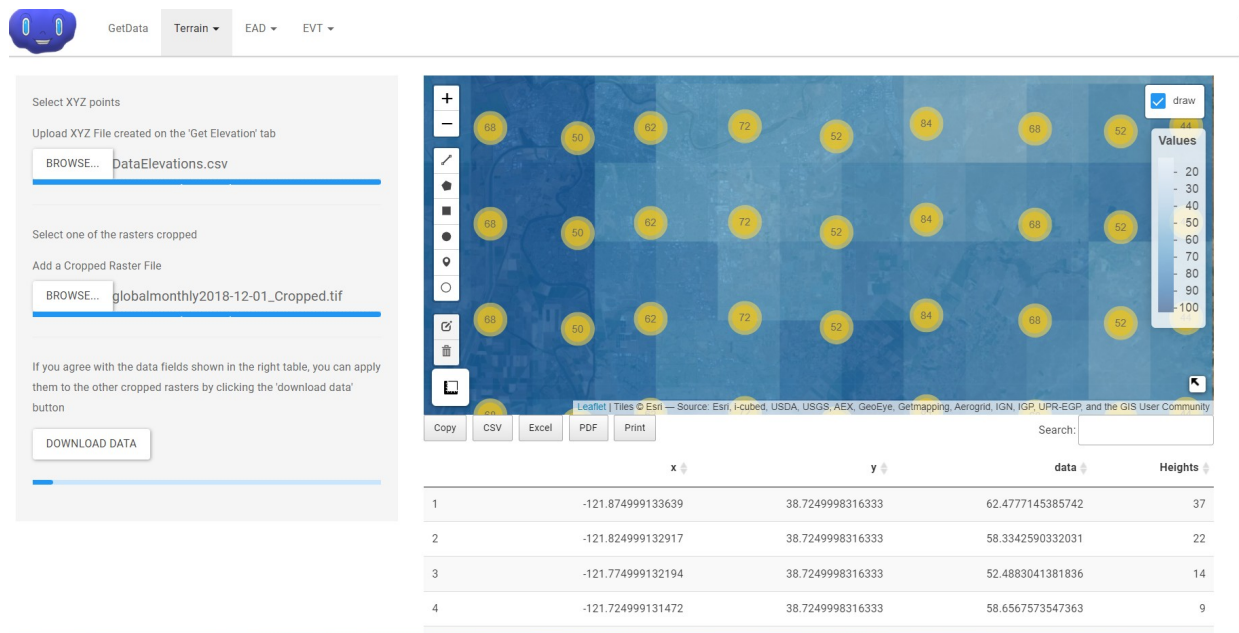 GetData Terrain EAD EVT
Select XYZ points
Upload XYZ File created on the 'Get Elevation' tab
BROWSE... DataElevations.csv
Select one of the rasters cropped
Add a Cropped Raster File
BROWSE... globalmonthly2018-12-01_Cropped.tif
If you agree with the data fields shown in the right table, you can apply
them to the other cropped rasters by clicking the 'download data'
button
DOWNLOAD DATA
+
−
draw
68 50 62 72 52 84 68 52 44
Values
20
30
40
50
60
70
80
90
100
68 50 62 72 52 84 68 52
68 50 62 72 52 84 68 52
68
Leaflet | Tiles © Esri — Source: Esri, i-cubed, USDA, USGS, AEX, GeoEye, Getmapping, Aerogrid, IGN, IGP, UPR-EGP, and the GIS User Community
Copy CSV Excel PDF Print Search:
x y data Heights
1 -121.874999133639 38.7249998316333 62.4777145385742 37
2 -121.824999132917 38.7249998316333 58.3342590332031 22
3 -121.774999132194 38.7249998316333 52.4883041381836 14
4 -121.724999131472 38.7249998316333 58.6567573547363 9